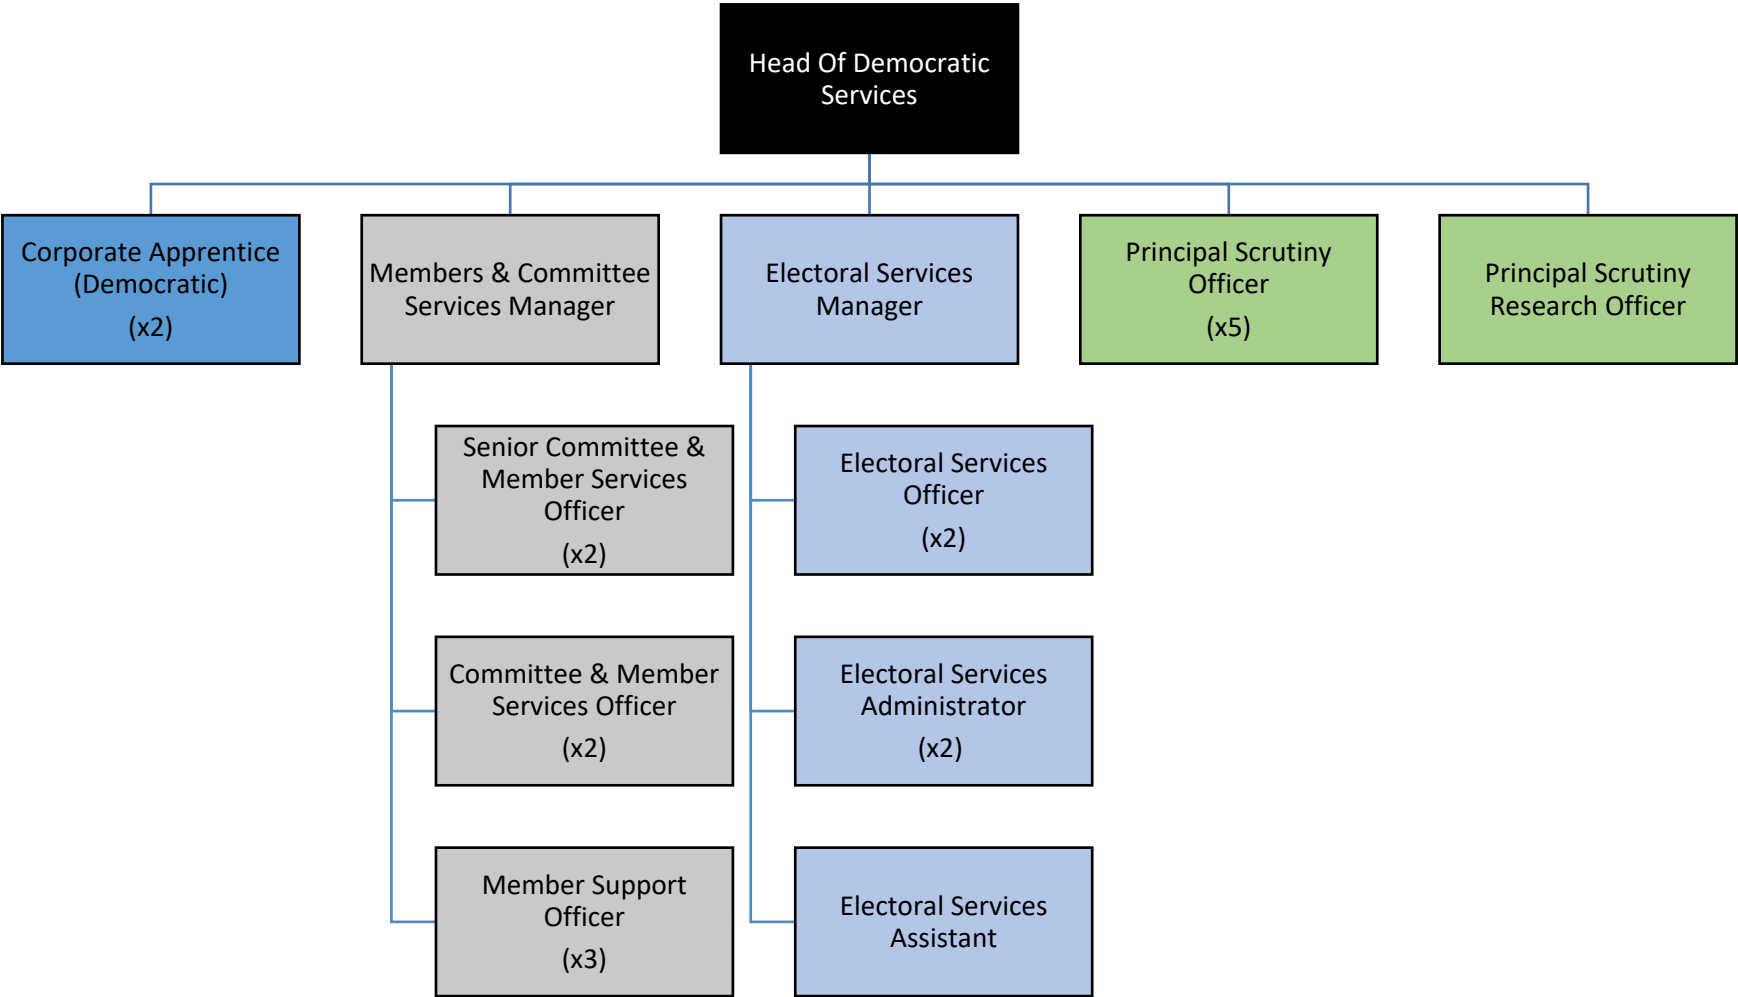 Head Of Democratic
Services
Corporate Apprentice
(Democratic)
(x2)
Members & Committee
Services Manager
Electoral Services
Manager
Principal Scrutiny
Officer
(x5)
Principal Scrutiny
Research Officer
Senior Committee &
Member Services
Officer
(x2)
Electoral Services
Officer
(x2)
Committee & Member
Services Officer
(x2)
Electoral Services
Administrator
(x2)
Member Support
Officer
(x3)
Electoral Services
Assistant